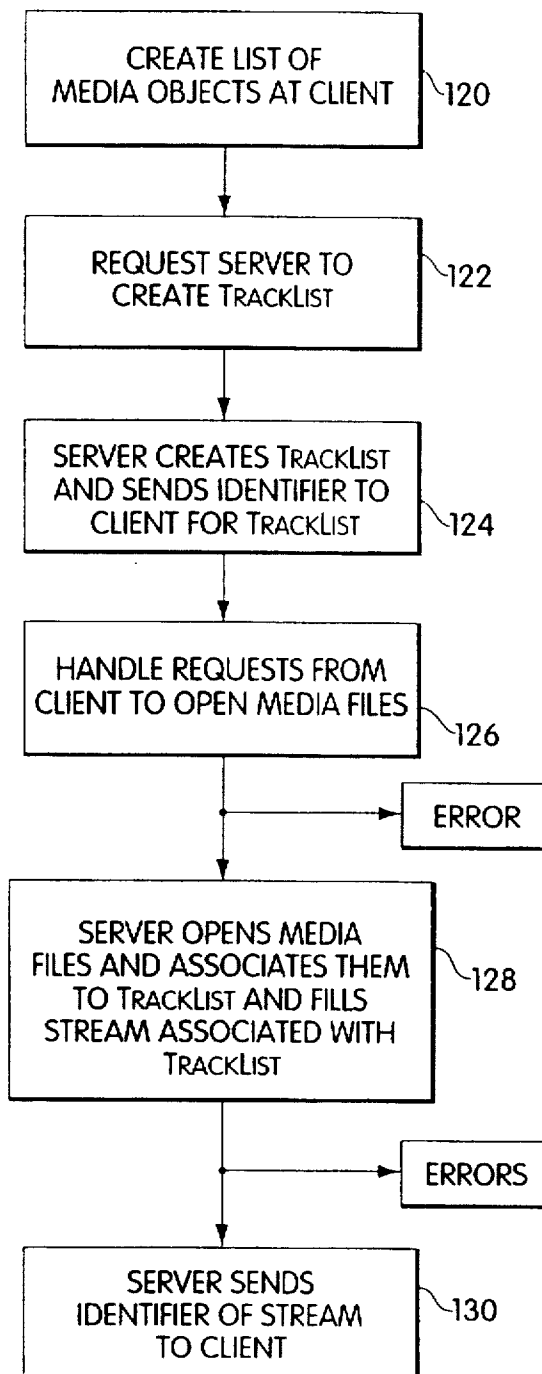 CREATE LIST OF
MEDIA OBJECTS AT CLIENT
120
REQUEST SERVER TO
CREATE TRACKLIST
122
SERVER CREATES TRACKLIST
AND SENDS IDENTIFIER TO
CLIENT FOR TRACKLIST
124
HANDLE REQUESTS FROM
CLIENT TO OPEN MEDIA FILES
126
ERROR
SERVER OPENS MEDIA
FILES AND ASSOCIATES THEM
TO TRACKLIST AND FILLS
STREAM ASSOCIATED WITH
TRACKLIST
128
ERRORS
SERVER SENDS
IDENTIFIER OF STREAM
TO CLIENT
130